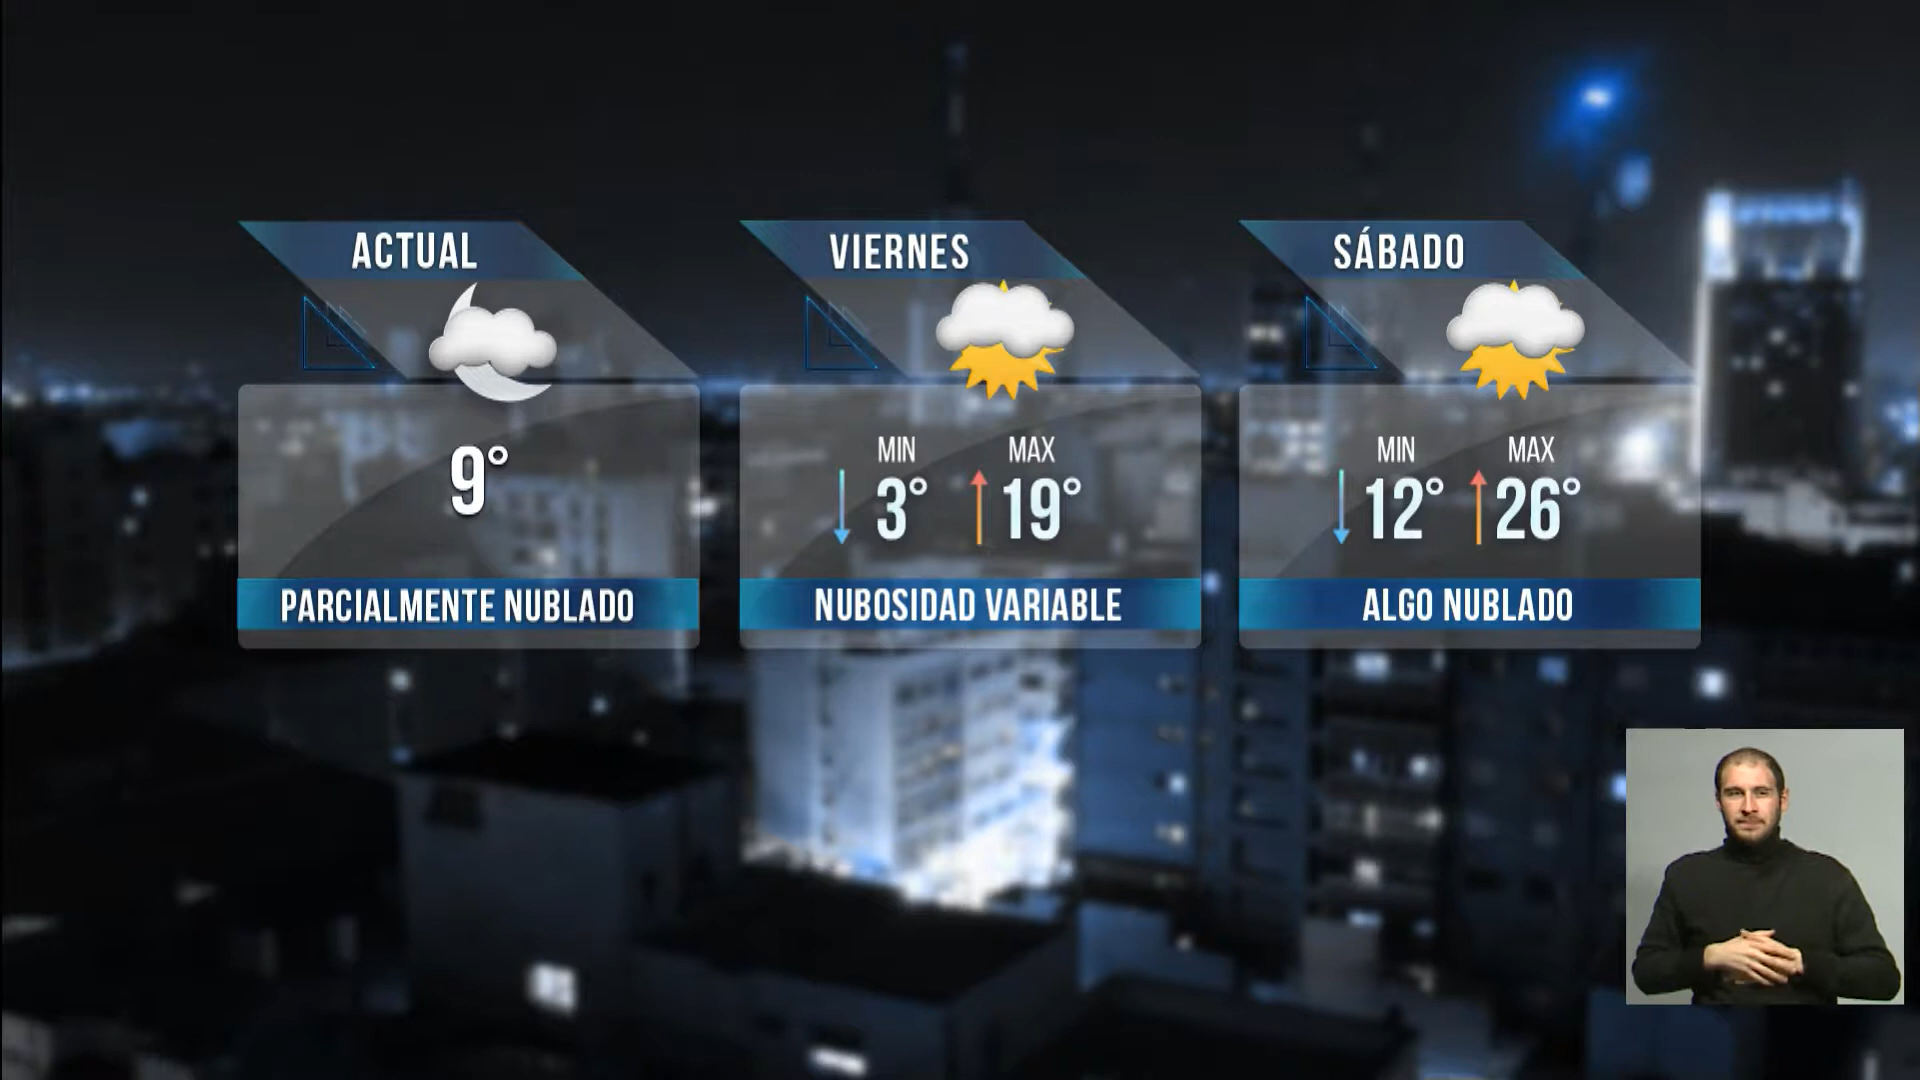 ACTUAL
9°
PARCIALMENTE NUBLADO
VIERNES
MIN MAX
3° 19°
NUBOSIDAD VARIABLE
SÁBADO
MIN MAX
12° 26°
ALGO NUBLADO